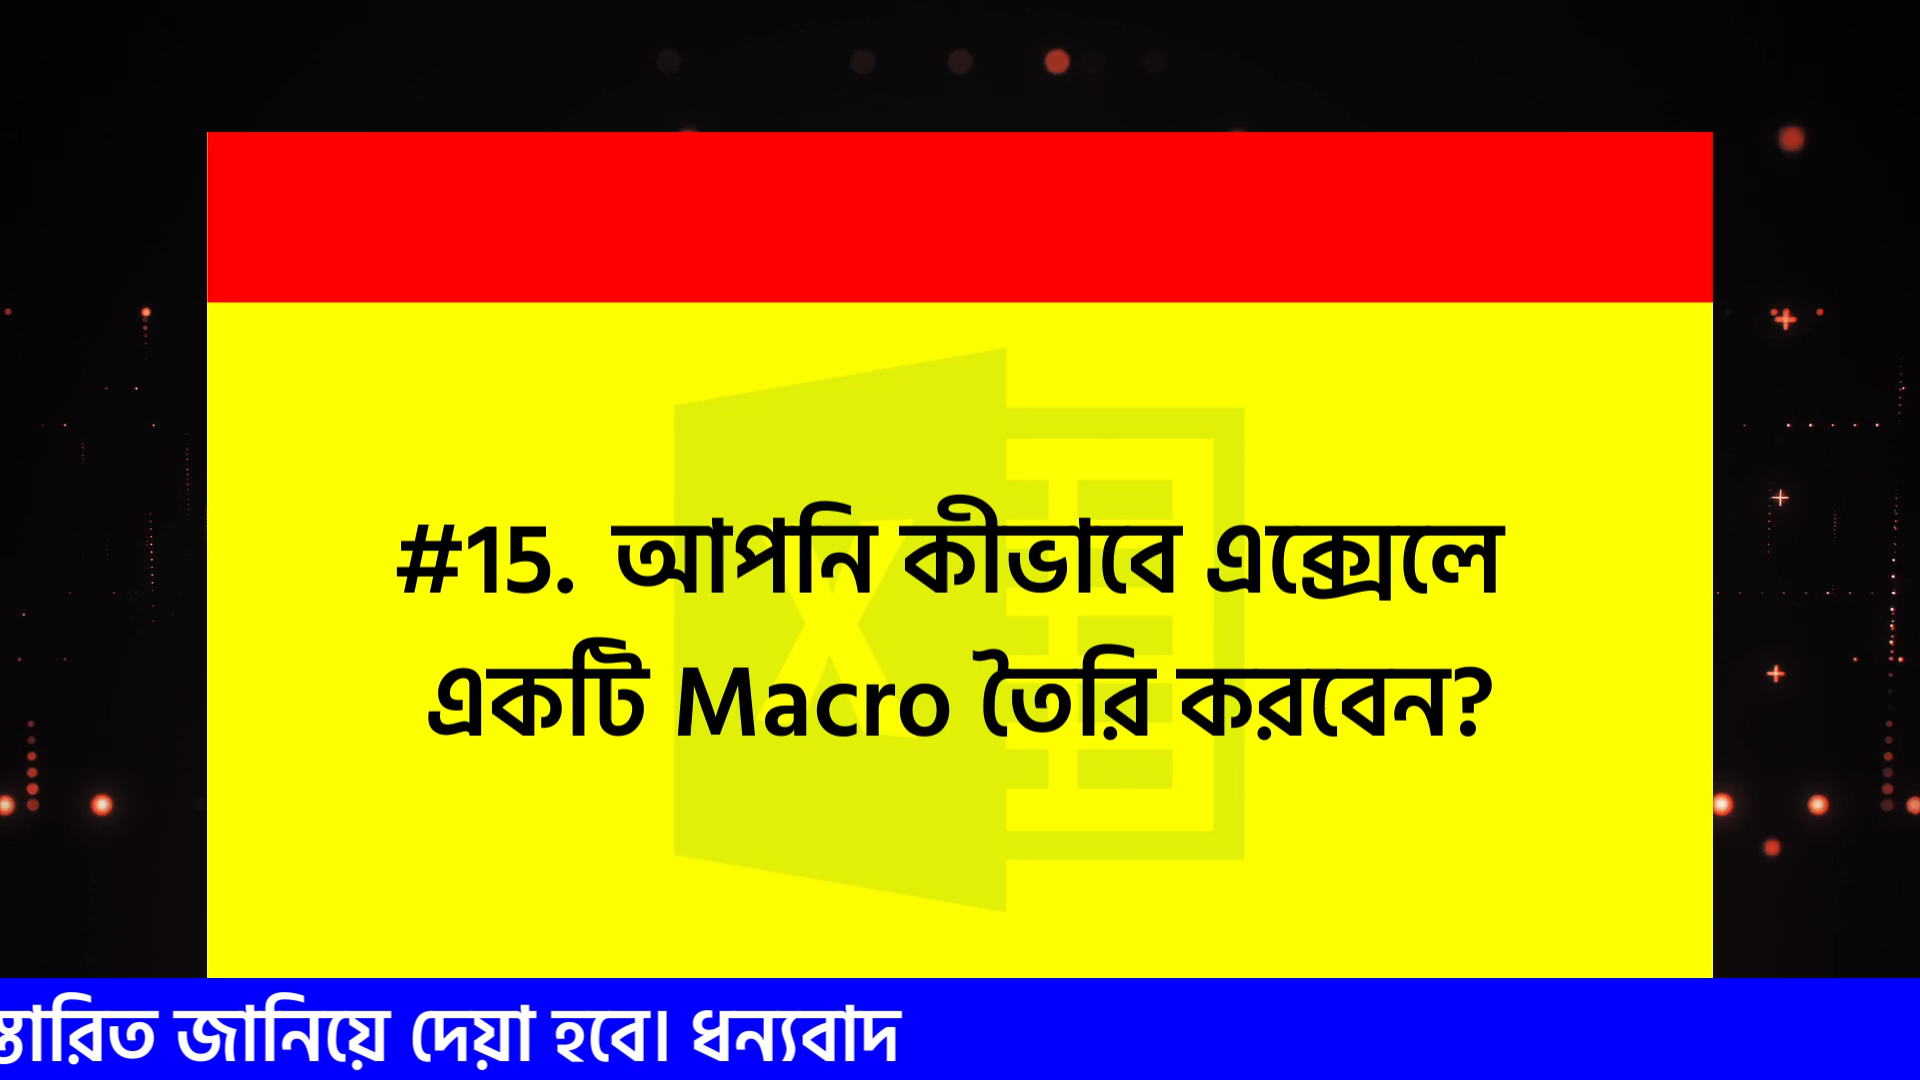 #15. আপনি কীভাবে এক্সেলে
একটি Macro তৈরি করবেন?
জানিয়ে দেয়া হবে। ধন্যবাদ